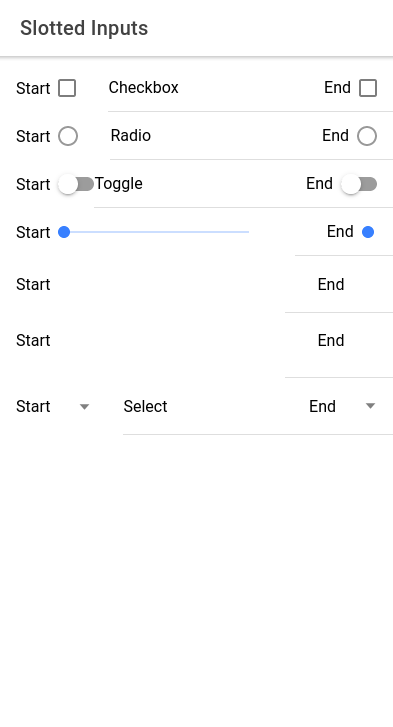 Slotted Inputs
Start Checkbox End
Start Radio End
Start Toggle End
Start End
Start End
Start End
Start Select End